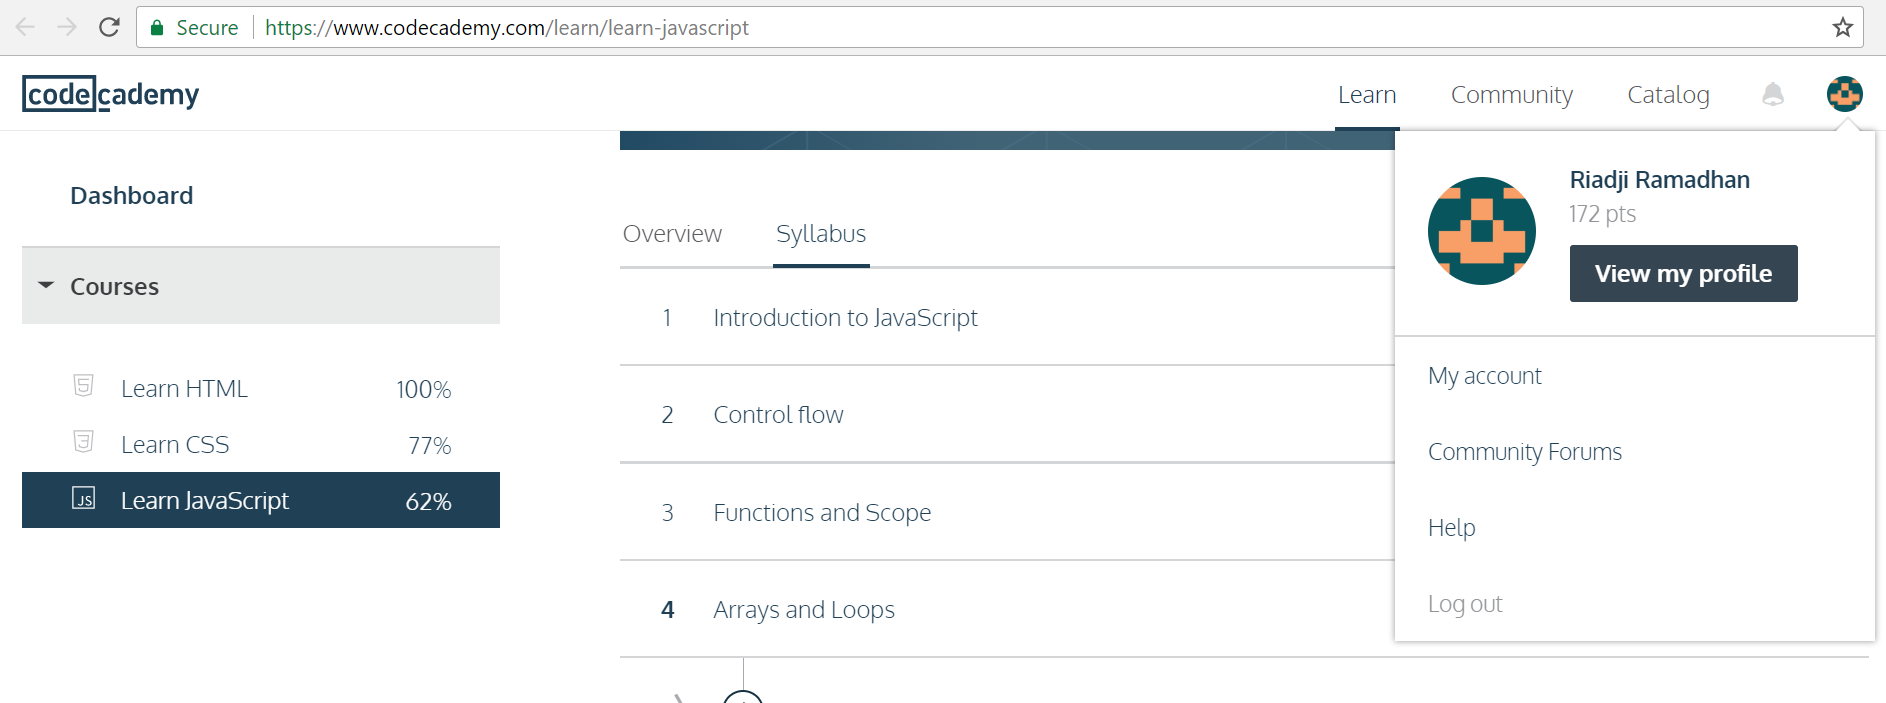 Secure https://www.codecademy.com/learn/learn-javascript
codecademy
Learn Community Catalog
Dashboard
Courses
Learn HTML 100%
Learn CSS 77%
JS Learn JavaScript 62%
Overview Syllabus
1 Introduction to JavaScript
2 Control flow
3 Functions and Scope
4 Arrays and Loops
Riadji Ramadhan
172 pts
View my profile
My account
Community Forums
Help
Log out